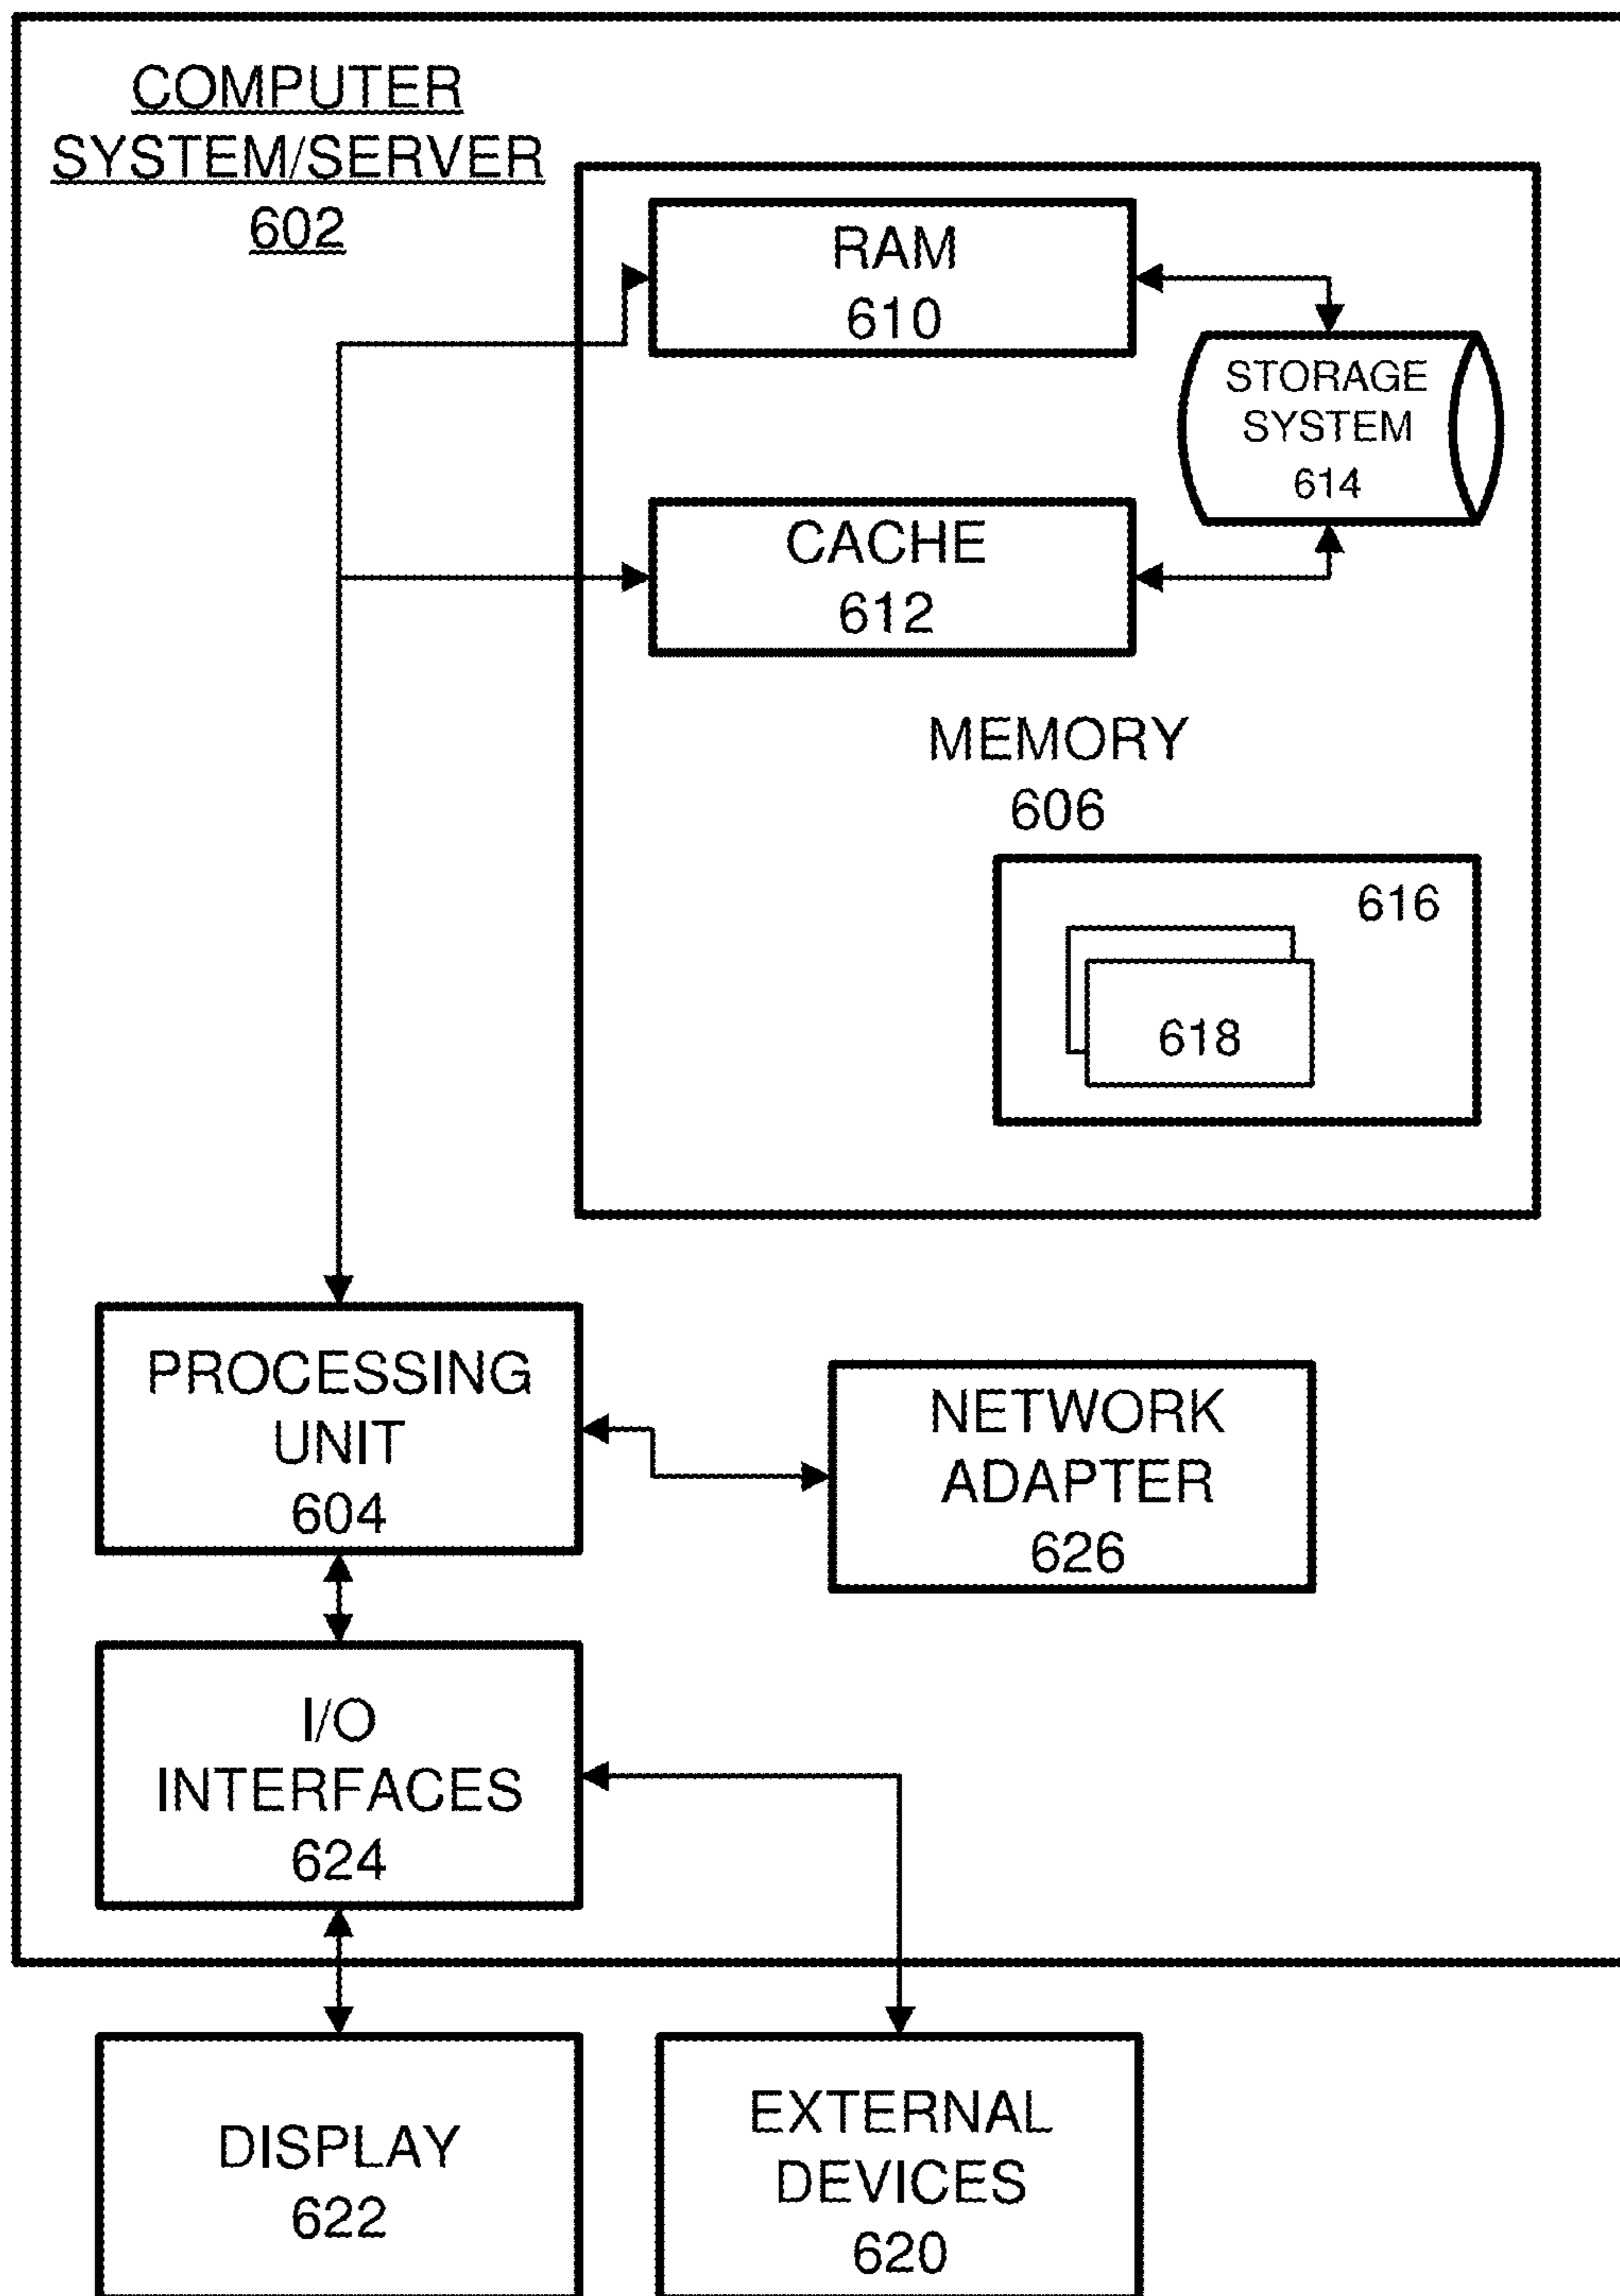 COMPUTER
SYSTEM/SERVER
602
RAM
610
STORAGE
SYSTEM
614
CACHE
612
MEMORY
606
616
618
PROCESSING
UNIT
604
NETWORK
ADAPTER
626
I/O
INTERFACES
624
DISPLAY
622
EXTERNAL
DEVICES
620